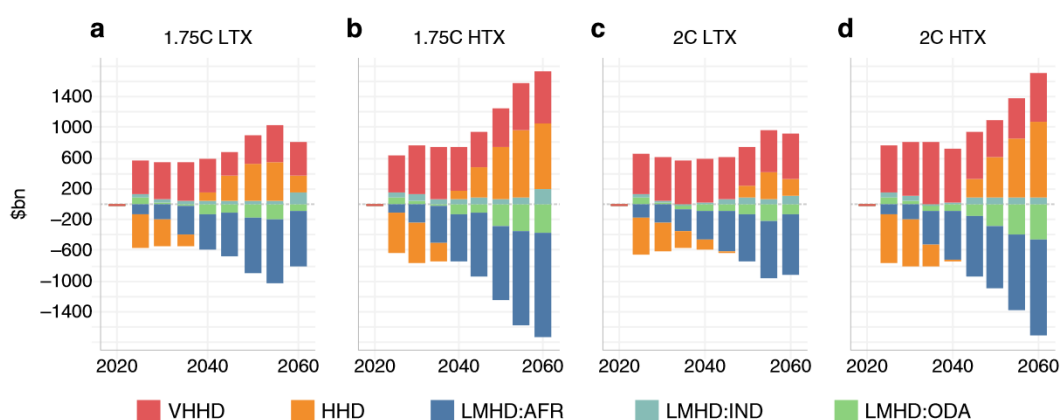 a b c d
1.75C LTX 1.75C HTX 2C LTX 2C HTX
1400
1000
600
200
−200
−600
−1000
−1400
$bn
2020 2040 2060 2020 2040 2060 2020 2040 2060 2020 2040 2060
VHHD HHD LMHD:AFR LMHD:IND LMHD:ODA